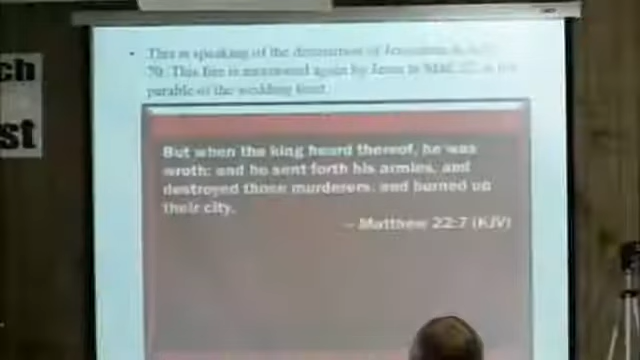 ch
st
• This is speaking of the destruction of Jerusalem in A.D.
70. This fire is mentioned again by Jesus in Matt. 22, in the
parable of the wedding feast.
But when the king heard thereof, he was
wroth: and he sent forth his armies, and
destroyed those murderers, and burned up
their city.
– Matthew 22:7 (KJV)